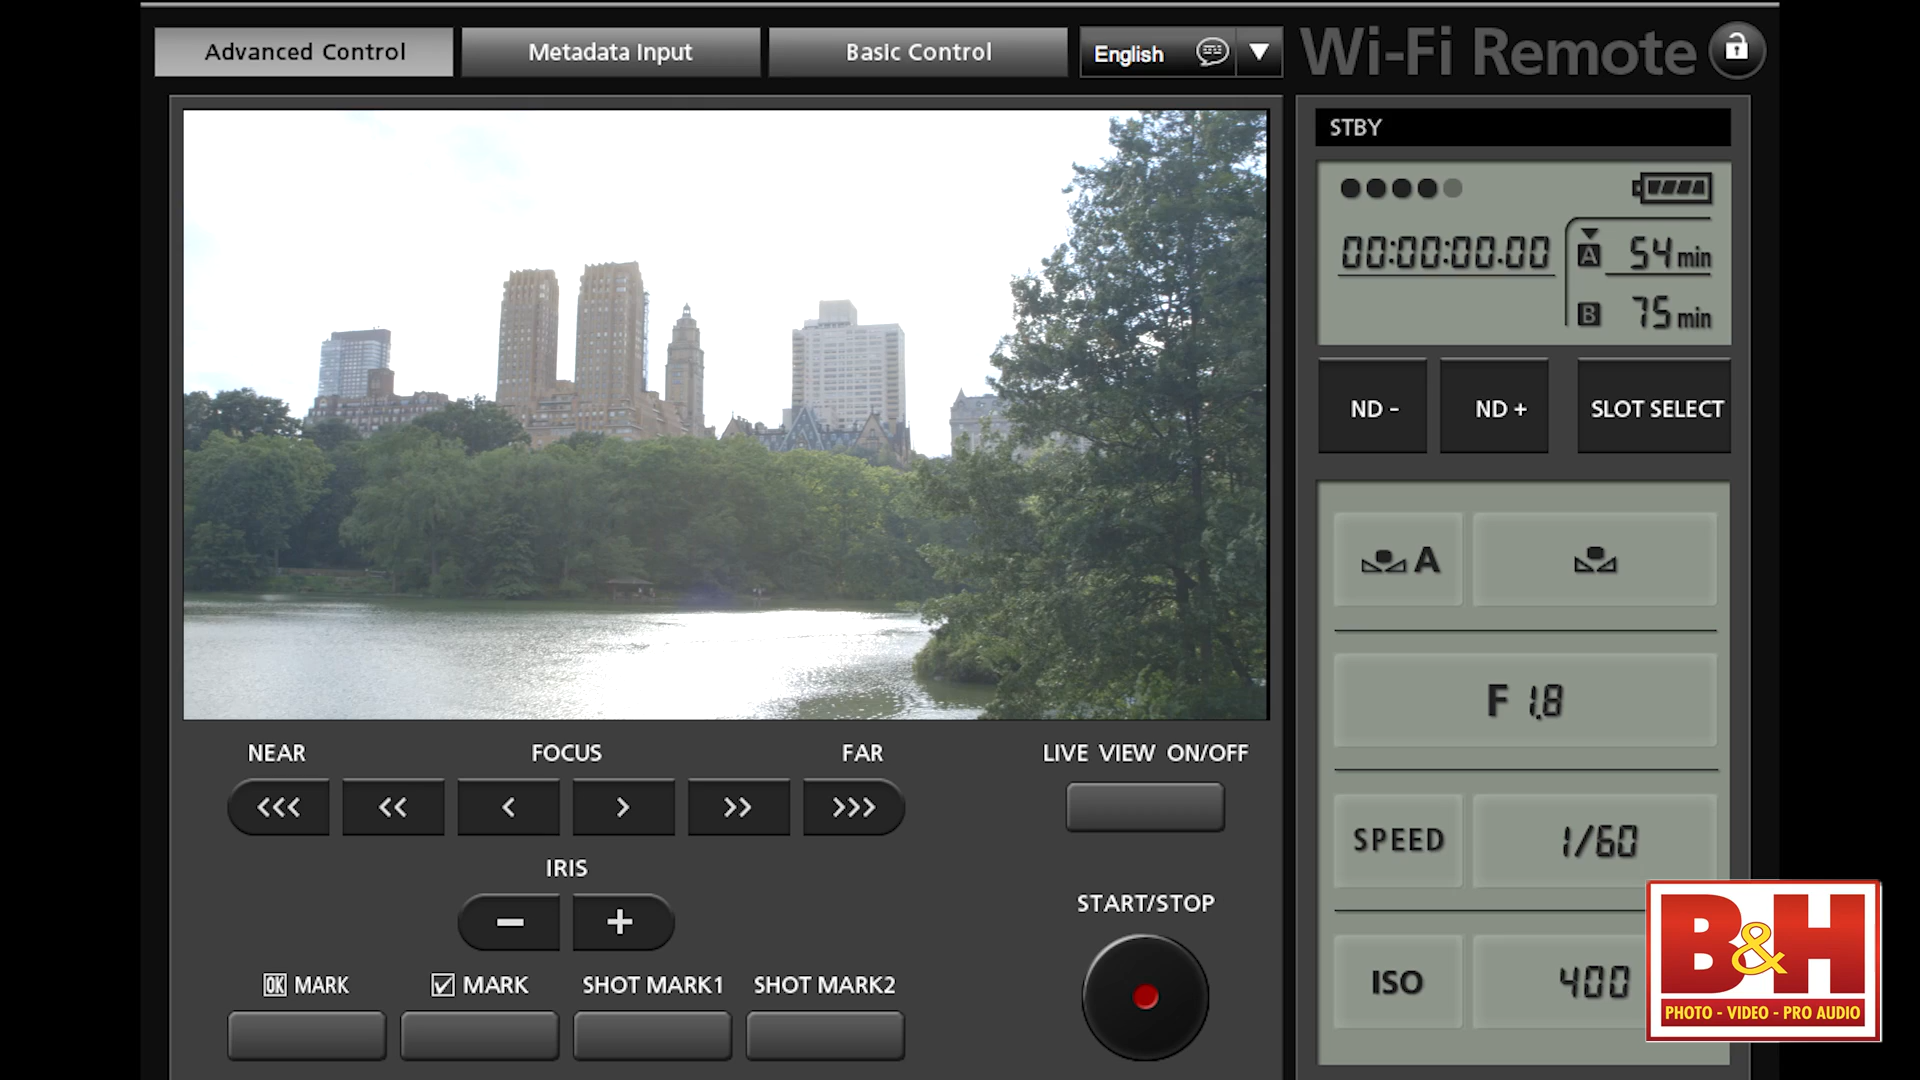 Advanced Control
Metadata Input
Basic Control
English
Wi-Fi Remote
STBY
00:00:00.00
A 54 min
B 75 min
ND -
ND +
SLOT SELECT
A
F 1.8
SPEED
1/60
ISO
400
NEAR
FOCUS
FAR
LIVE VIEW ON/OFF
<<<
<<
<
>
>>
>>>
IRIS
−
+
START/STOP
OK MARK
MARK
SHOT MARK1
SHOT MARK2
B&H
PHOTO - VIDEO - PRO AUDIO